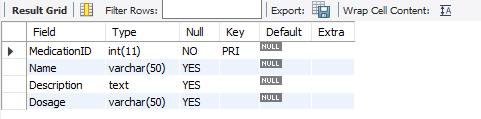 Result Grid Filter Rows: Export: Wrap Cell Content:
Field Type Null Key Default Extra
MedicationID int(11) NO PRI NULL
Name varchar(50) YES NULL
Description text YES NULL
Dosage varchar(50) YES NULL